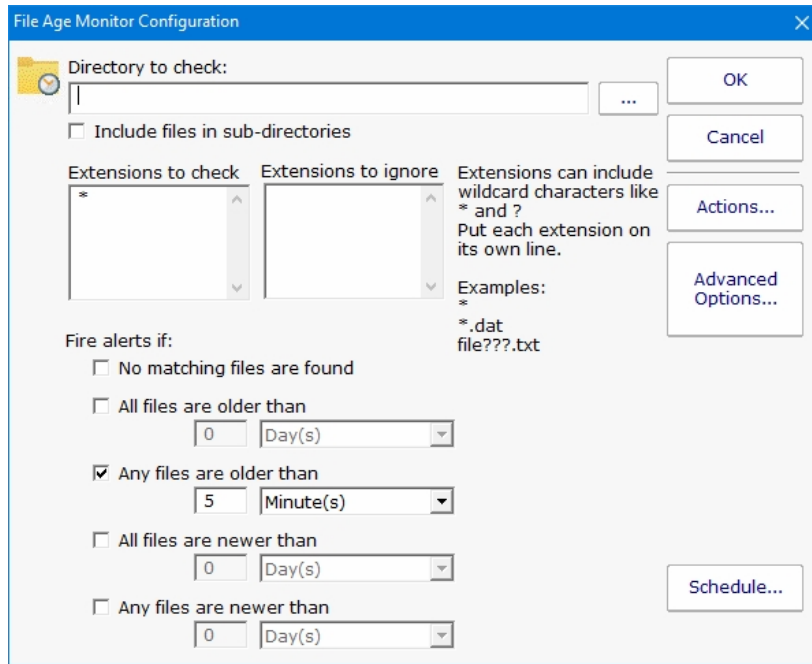 File Age Monitor Configuration
Directory to check:
...
OK
Include files in sub-directories
Cancel
Extensions to check
Extensions to ignore
*
Extensions can include
wildcard characters like
* and ?
Put each extension on
its own line.
Examples:
*
*.dat
file???.txt
Actions...
Advanced
Options...
Fire alerts if:
No matching files are found
All files are older than
0 Day(s)
Any files are older than
5 Minute(s)
All files are newer than
0 Day(s)
Any files are newer than
0 Day(s)
Schedule...